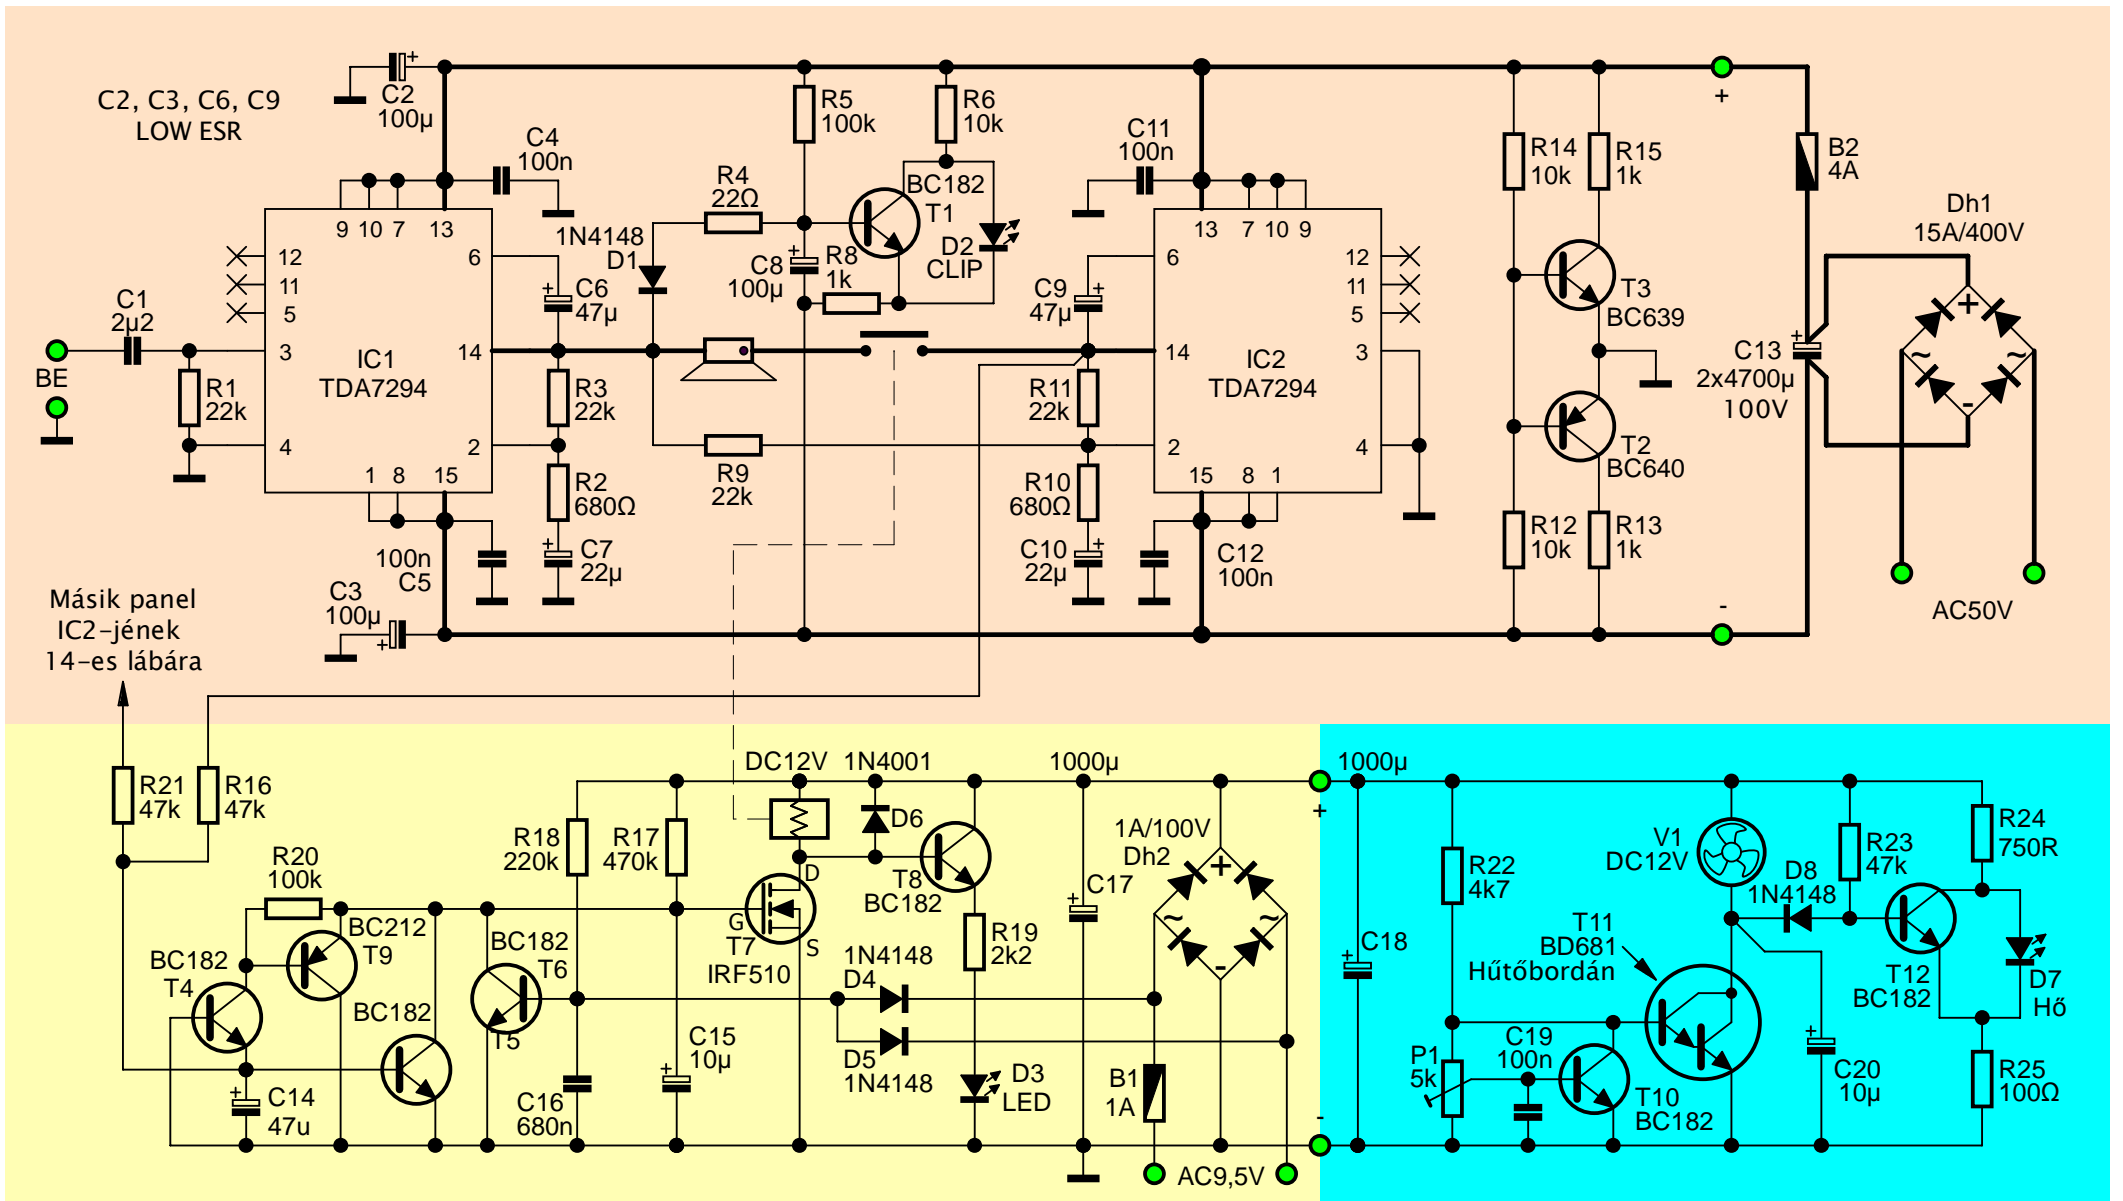 C2, C3, C6, C9
LOW ESR
+
C2
100µ
C4
100n
R5
100k
R6
10k
C11
100n
+
R14
10k
R15
1k
B2
4A
Dh1
15A/400V
R4
22Ω
BC182
T1
9 10 7 13
13 7 10 9
1N4148
D1
D2
CLIP
12
11
5
6
+
C6
47µ
+
C8
100µ
R8
1k
+
C9
47µ
6
12
11
5
T3
BC639
C1
2µ2
BE
3
R1
22k
4
IC1
TDA7294
14
R3
22k
2
R11
22k
14
IC2
TDA7294
3
2
4
+
C13
2x4700µ
100V
+
~
~
-
T2
BC640
R9
22k
1 8 15
R2
680Ω
R10
680Ω
15 8 1
R12
10k
R13
1k
100n
C5
+
C7
22µ
C10
22µ
+
C12
100n
C3
100µ
+
-
AC50V
Másik panel
IC2-jének
14-es lábára
R21
47k
R16
47k
DC12V
1N4001
1000µ
1000µ
+
R18
220k
R17
470k
D6
1A/100V
Dh2
+
~
~
-
R20
100k
D
G
S
T7
IRF510
T8
BC182
+
C17
BC212
T9
BC182
T6
BC182
T4
R19
2k2
1N4148
D4
D5
1N4148
BC182
T5
C15
10µ
+
+
C14
47u
C16
680n
D3
LED
B1
1A
-
AC9,5V
R22
4k7
V1
DC12V
D8
1N4148
R23
47k
R24
750R
+
C18
T11
BD681
Hűtőbordán
T12
BC182
D7
Hő
P1
5k
C19
100n
T10
BC182
+
C20
10µ
R25
100Ω